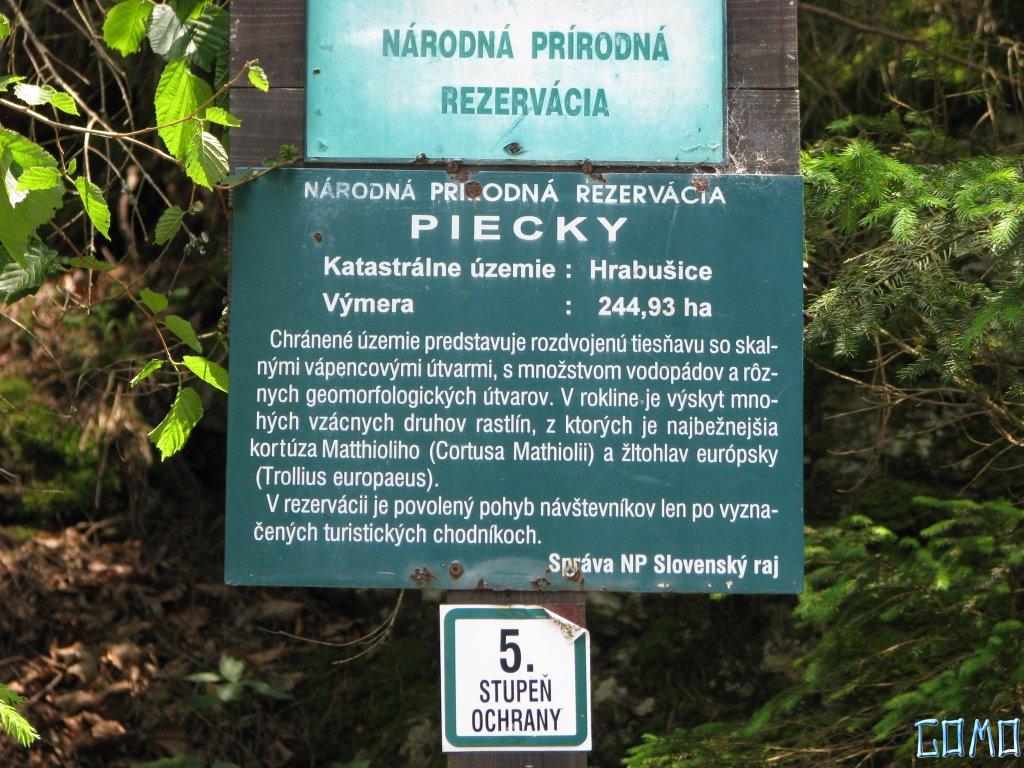 NÁRODNÁ PRÍRODNÁ
REZERVÁCIA
NÁRODNÁ PRÍRODNÁ REZERVÁCIA
PIECKY
Katastrálne územie : Hrabušice
Výmera : 244,93 ha
Chránené územie predstavuje rozdvojenú tiesňavu so skal-
nými vápencovými útvarmi, s množstvom vodopádov a rôz-
nych geomorfologických útvarov. V rokline je výskyt mno-
hých vzácnych druhov rastlín, z ktorých je najbežnejšia
kortúza Matthioliho (Cortusa Mathiolii) a žltohlav európsky
(Trollius europaeus).
V rezervácii je povolený pohyb návštevníkov len po vyzna-
čených turistických chodníkoch.
Správa NP Slovenský raj
5.
STUPEŇ
OCHRANY
GOMO